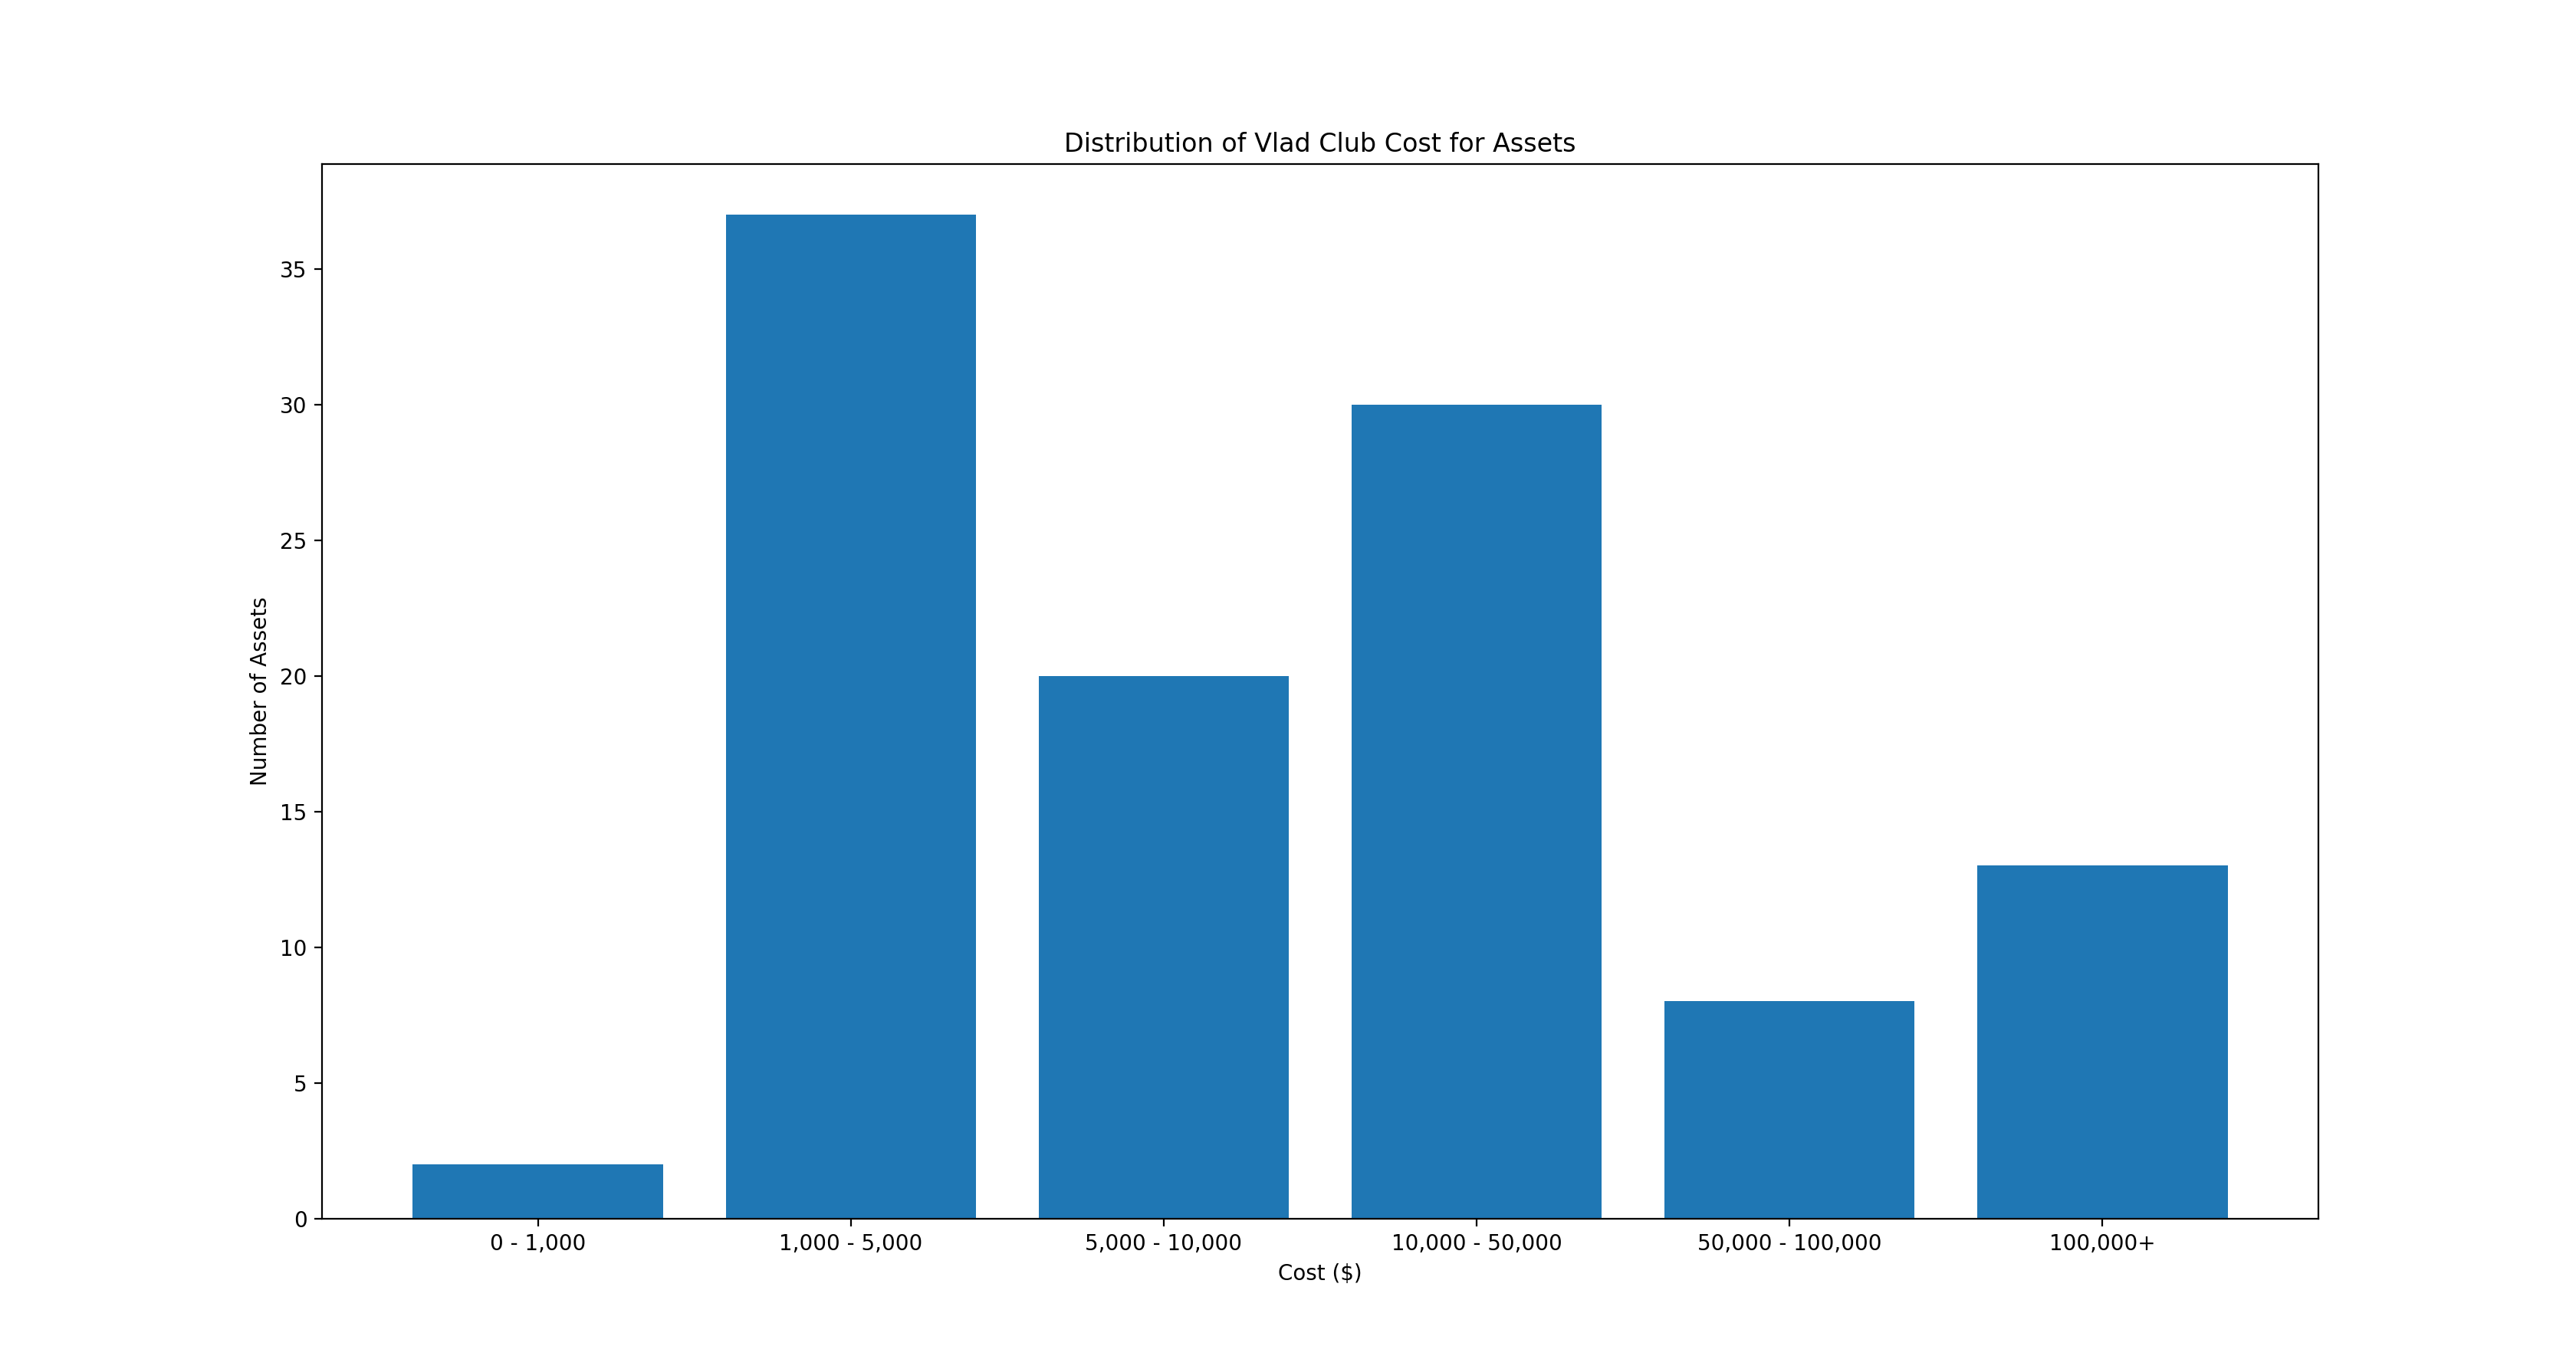 Distribution of Vlad Club Cost for Assets
Number of Assets
35
30
25
20
15
10
5
0
0 - 1,000
1,000 - 5,000
5,000 - 10,000
10,000 - 50,000
50,000 - 100,000
100,000+
Cost ($)